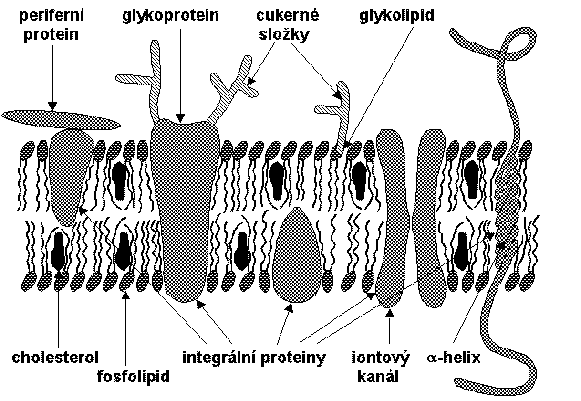 periferní
protein
glykoprotein
cukerné
složky
glykolipid
cholesterol
fosfolipid
integrální proteiny
iontový
kanál
α-helix